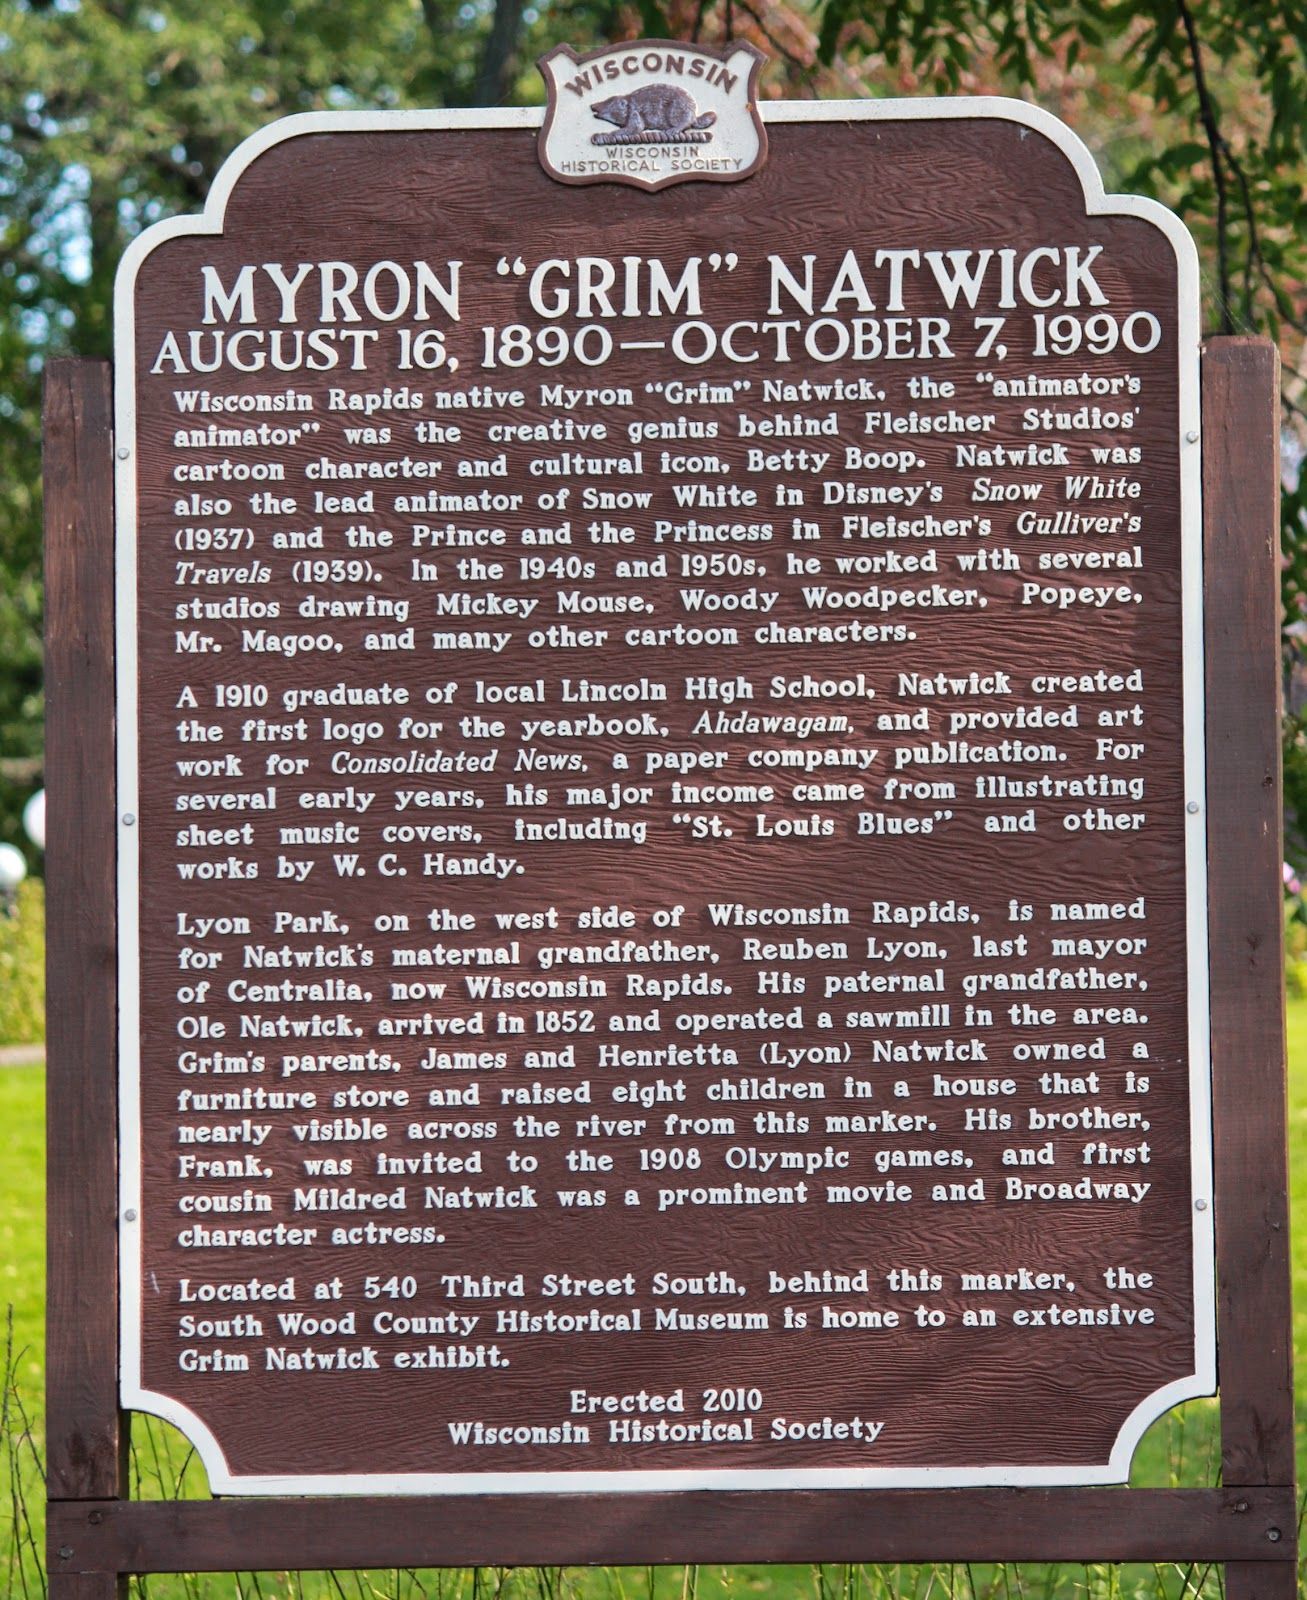 WISCONSIN
WISCONSIN
HISTORICAL SOCIETY
MYRON "GRIM" NATWICK
AUGUST 16, 1890—OCTOBER 7, 1990
Wisconsin Rapids native Myron "Grim" Natwick, the "animator's
animator" was the creative genius behind Fleischer Studios'
cartoon character and cultural icon, Betty Boop. Natwick was
also the lead animator of Snow White in Disney's Snow White
(1937) and the Prince and the Princess in Fleischer's Gulliver's
Travels (1939). In the 1940s and 1950s, he worked with several
studios drawing Mickey Mouse, Woody Woodpecker, Popeye,
Mr. Magoo, and many other cartoon characters.
A 1910 graduate of local Lincoln High School, Natwick created
the first logo for the yearbook, Ahdawagam, and provided art
work for Consolidated News, a paper company publication. For
several early years, his major income came from illustrating
sheet music covers, including "St. Louis Blues" and other
works by W. C. Handy.
Lyon Park, on the west side of Wisconsin Rapids, is named
for Natwick's maternal grandfather, Reuben Lyon, last mayor
of Centralia, now Wisconsin Rapids. His paternal grandfather,
Ole Natwick, arrived in 1852 and operated a sawmill in the area.
Grim's parents, James and Henrietta (Lyon) Natwick owned a
furniture store and raised eight children in a house that is
nearly visible across the river from this marker. His brother,
Frank, was invited to the 1908 Olympic games, and first
cousin Mildred Natwick was a prominent movie and Broadway
character actress.
Located at 540 Third Street South, behind this marker, the
South Wood County Historical Museum is home to an extensive
Grim Natwick exhibit.
Erected 2010
Wisconsin Historical Society